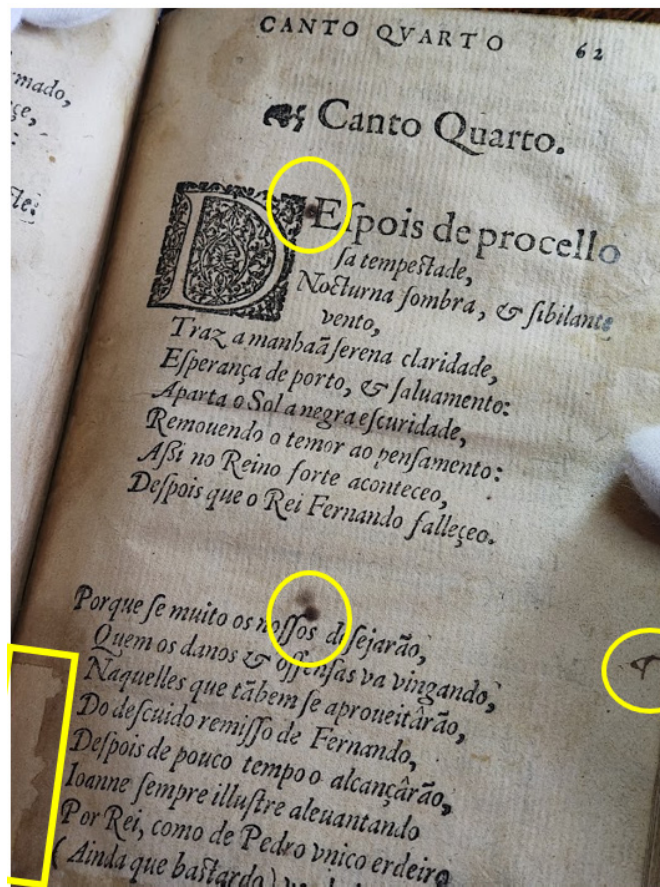 mado,
çe,
:
CANTO QVARTO 62
Canto Quarto.
DEſpois de procello
ſa tempeſtade,
Nocturna ſombra, & ſibilante
vento,
Traz a manhaã ſerena claridade,
Eſperança de porto, & ſaluamento:
Aparta o Sol a negra eſcuridade,
Remouendo o temor ao penſamento:
Aſsi no Reino forte aconteceo,
Deſpois que o Rei Fernando falleçeo.
Porque ſe muito os noſſos deſejarão,
Quem os danos & offenſas va vingando,
Naquelles que tãbem ſe aproueitârão,
Do deſcuido remiſſo de Fernando,
Deſpois de pouco tempo o alcançârão,
Ioanne ſempre illuſtre aleuantando
Por Rei, como de Pedro vnico erdeiro
(Ainda que baſtardo)